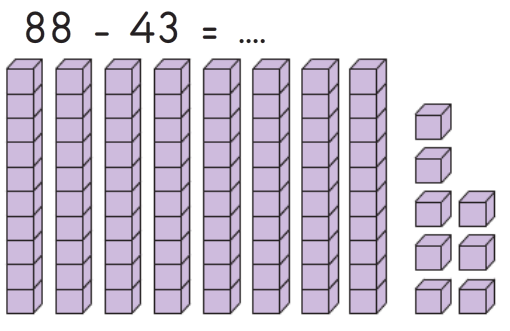 88 - 43 = ....